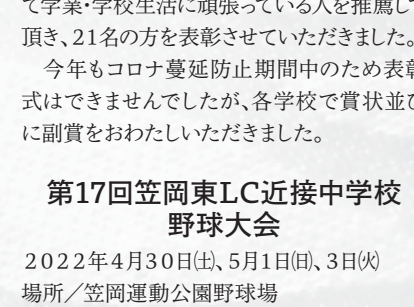 て学業・学校生活に頑張っている人を推薦して
頂き、21名の方を表彰させていただきました。
　今年もコロナ蔓延防止期間中のため表彰
式はできませんでしたが、各学校で賞状並び
に副賞をおわたしいただきました。
第17回笠岡東LC近接中学校
野球大会
2022年4月30日㈯、5月1日㈰、3日㈫
場所／笠岡運動公園野球場